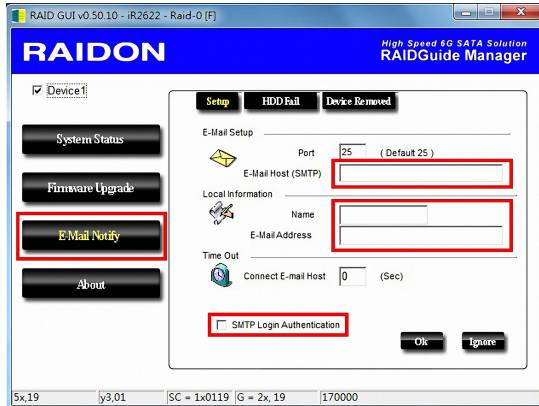 RAID GUI v0.50.10 - iR2622 - Raid-0 [F]
RAIDON
High Speed 6G SATA Solution
RAIDGuide Manager
Device1
Setup HDD Fail Device Removed
System Status
Firmware Upgrade
E-Mail Notify
About
E-Mail Setup
Port 25 ( Default 25 )
E-Mail Host (SMTP)
Local Information
Name
E-Mail Address
Time Out
Connect E-mail Host 0 (Sec)
SMTP Login Authentication
Ok Ignore
5x,19 y3,01 SC = 1x0119 G = 2x, 19 170000